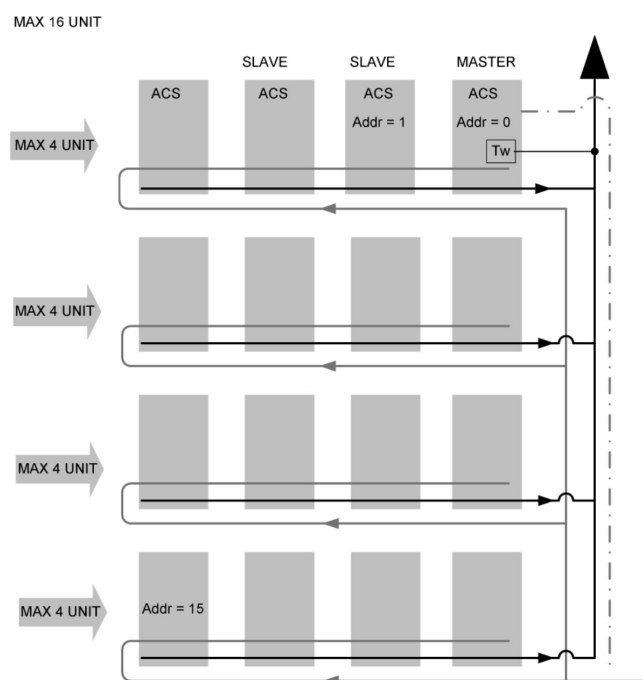 MAX 16 UNIT
SLAVE SLAVE MASTER
ACS ACS ACS ACS
Addr = 1 Addr = 0
MAX 4 UNIT
Tw
MAX 4 UNIT
MAX 4 UNIT
MAX 4 UNIT
Addr = 15